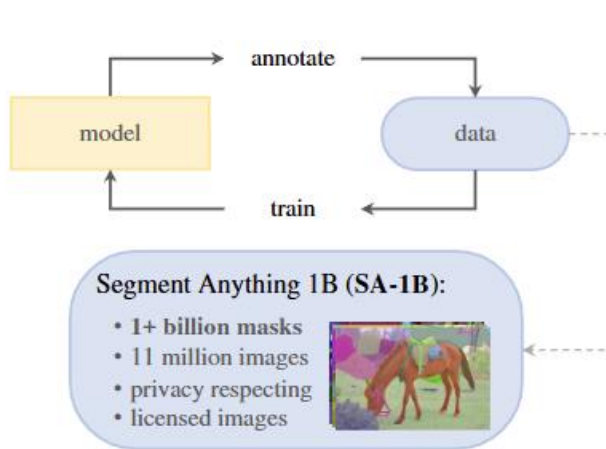 annotate
model
data
train
Segment Anything 1B (SA-1B):
• 1+ billion masks
• 11 million images
• privacy respecting
• licensed images